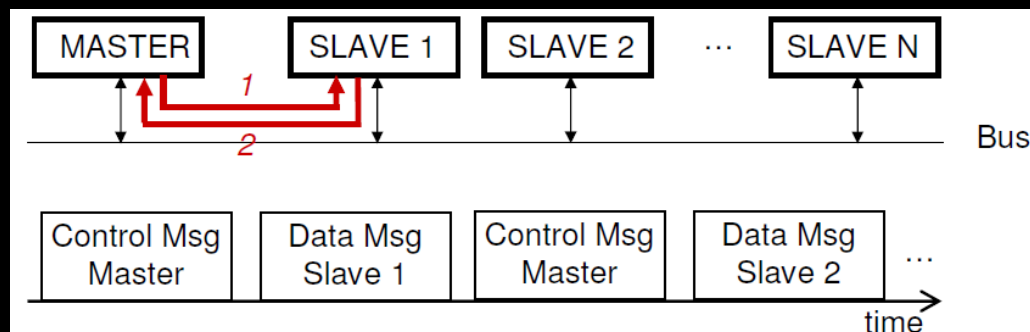 MASTER SLAVE 1 SLAVE 2 ... SLAVE N
1
2
Bus
Control Msg Data Msg Control Msg Data Msg
Master Slave 1 Master Slave 2 ...
time